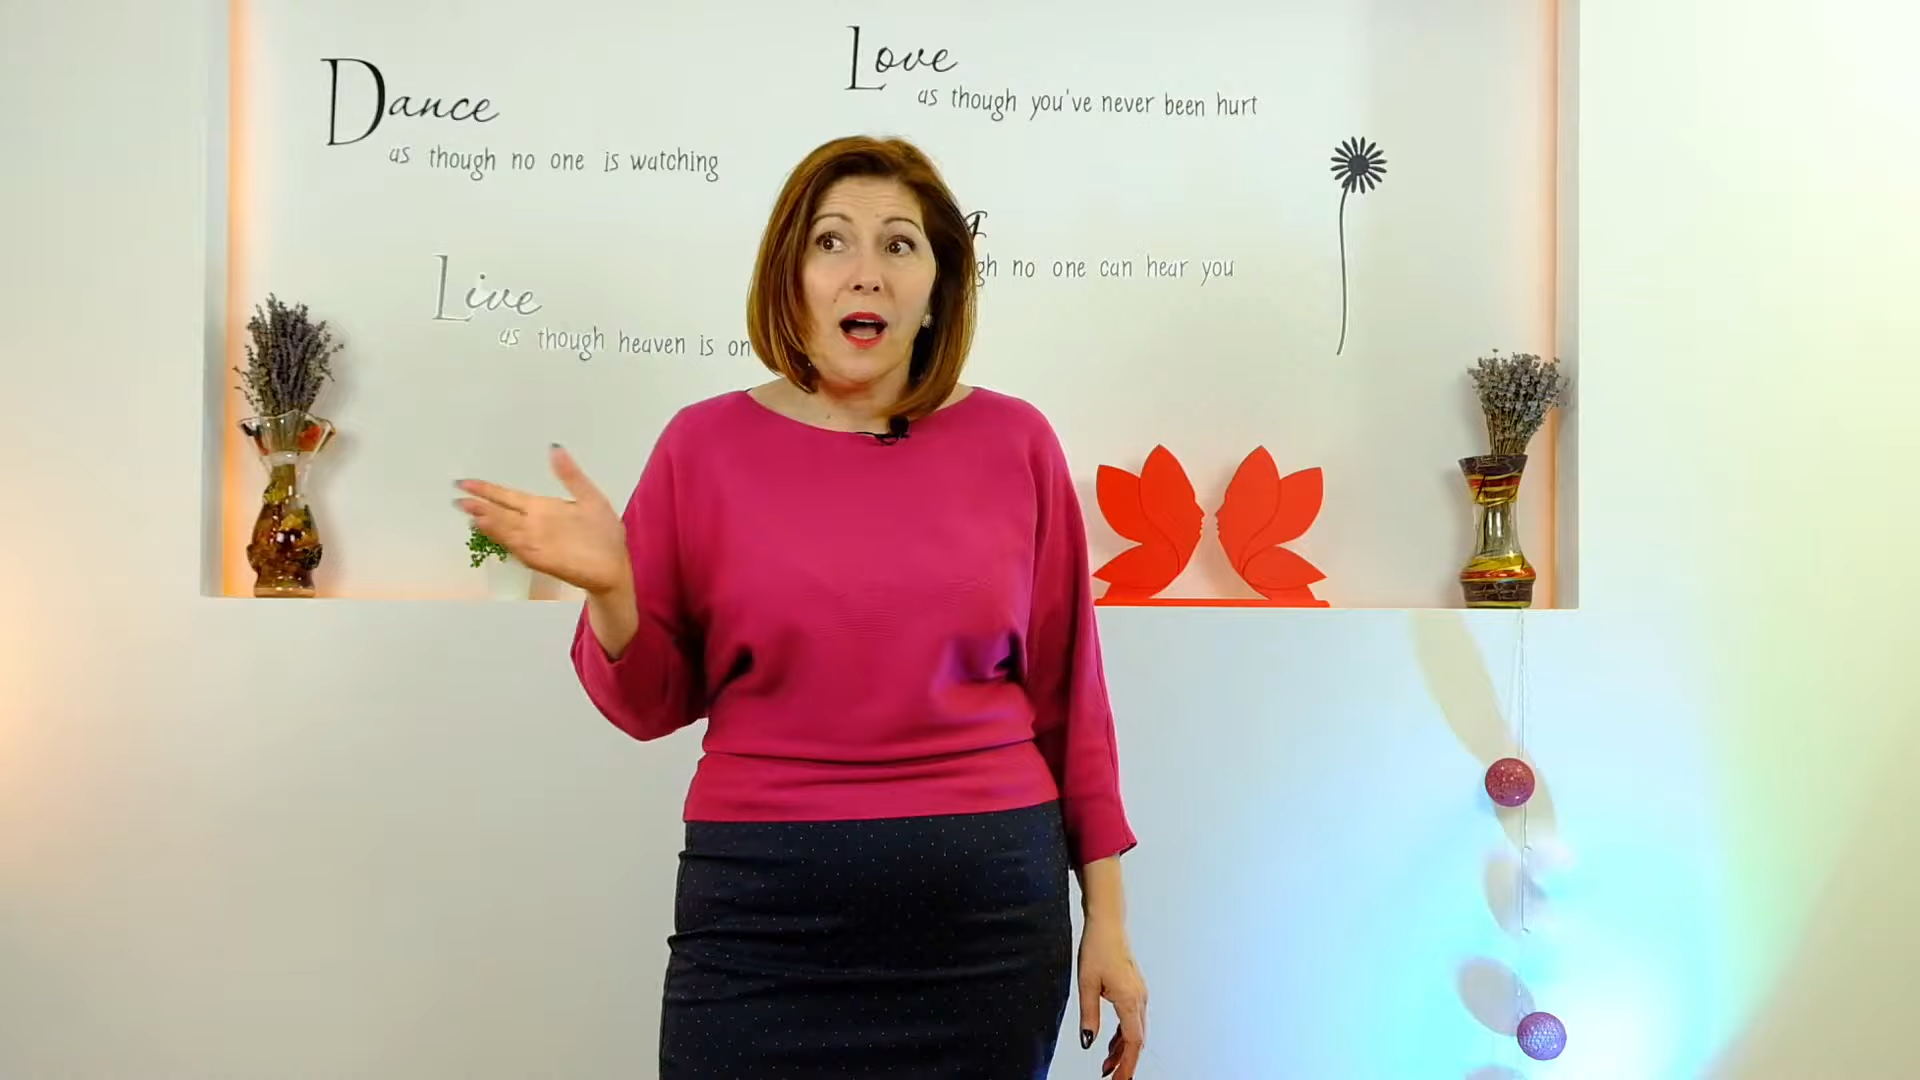 Dance
as though no one is watching
Love
as though you've never been hurt
no one can hear you
Live
as though heaven is on